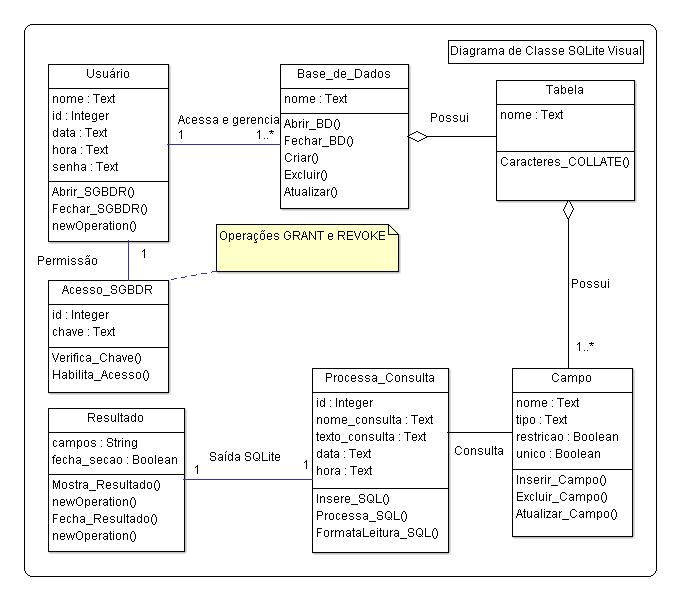 Diagrama de Classe SQLite Visual
Usuário
nome : Text
id : Integer
data : Text
hora : Text
senha : Text
Abrir_SGBDR()
Fechar_SGBDR()
newOperation()
Acessa e gerencia
1
1..*
Base_de_Dados
nome : Text
Abrir_BD()
Fechar_BD()
Criar()
Excluir()
Atualizar()
Possui
Tabela
nome : Text
Caracteres_COLLATE()
Permissão
1
Operações GRANT e REVOKE
Acesso_SGBDR
id : Integer
chave : Text
Verifica_Chave()
Habilita_Acesso()
Possui
1..*
Resultado
campos : String
fecha_secao : Boolean
Mostra_Resultado()
newOperation()
Fecha_Resultado()
newOperation()
Saída SQLite
1
1
Processa_Consulta
id : Integer
nome_consulta : Text
texto_consulta : Text
data : Text
hora : Text
Insere_SQL()
Processa_SQL()
FormataLeitura_SQL()
Consulta
Campo
nome : Text
tipo : Text
restricao : Boolean
unico : Boolean
Inserir_Campo()
Excluir_Campo()
Atualizar_Campo()